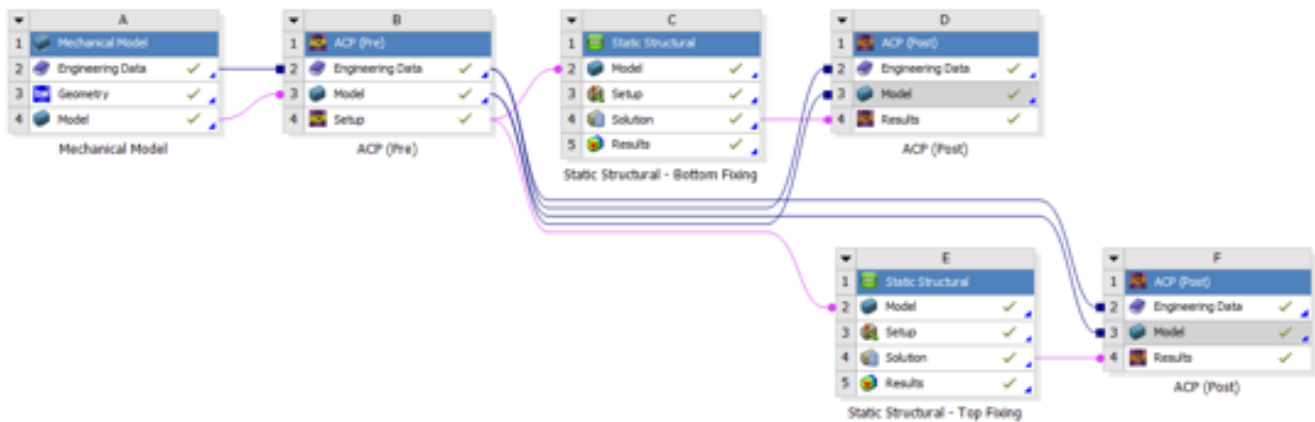 A
1 Mechanical Model
2 Engineering Data
3 Geometry
4 Model
Mechanical Model
B
1 ACP (Pre)
2 Engineering Data
3 Model
4 Setup
ACP (Pre)
C
1 Static Structural
2 Model
3 Setup
4 Solution
5 Results
Static Structural - Bottom Fixing
D
1 ACP (Post)
2 Engineering Data
3 Model
4 Results
ACP (Post)
E
1 Static Structural
2 Model
3 Setup
4 Solution
5 Results
Static Structural - Top Fixing
F
1 ACP (Post)
2 Engineering Data
3 Model
4 Results
ACP (Post)